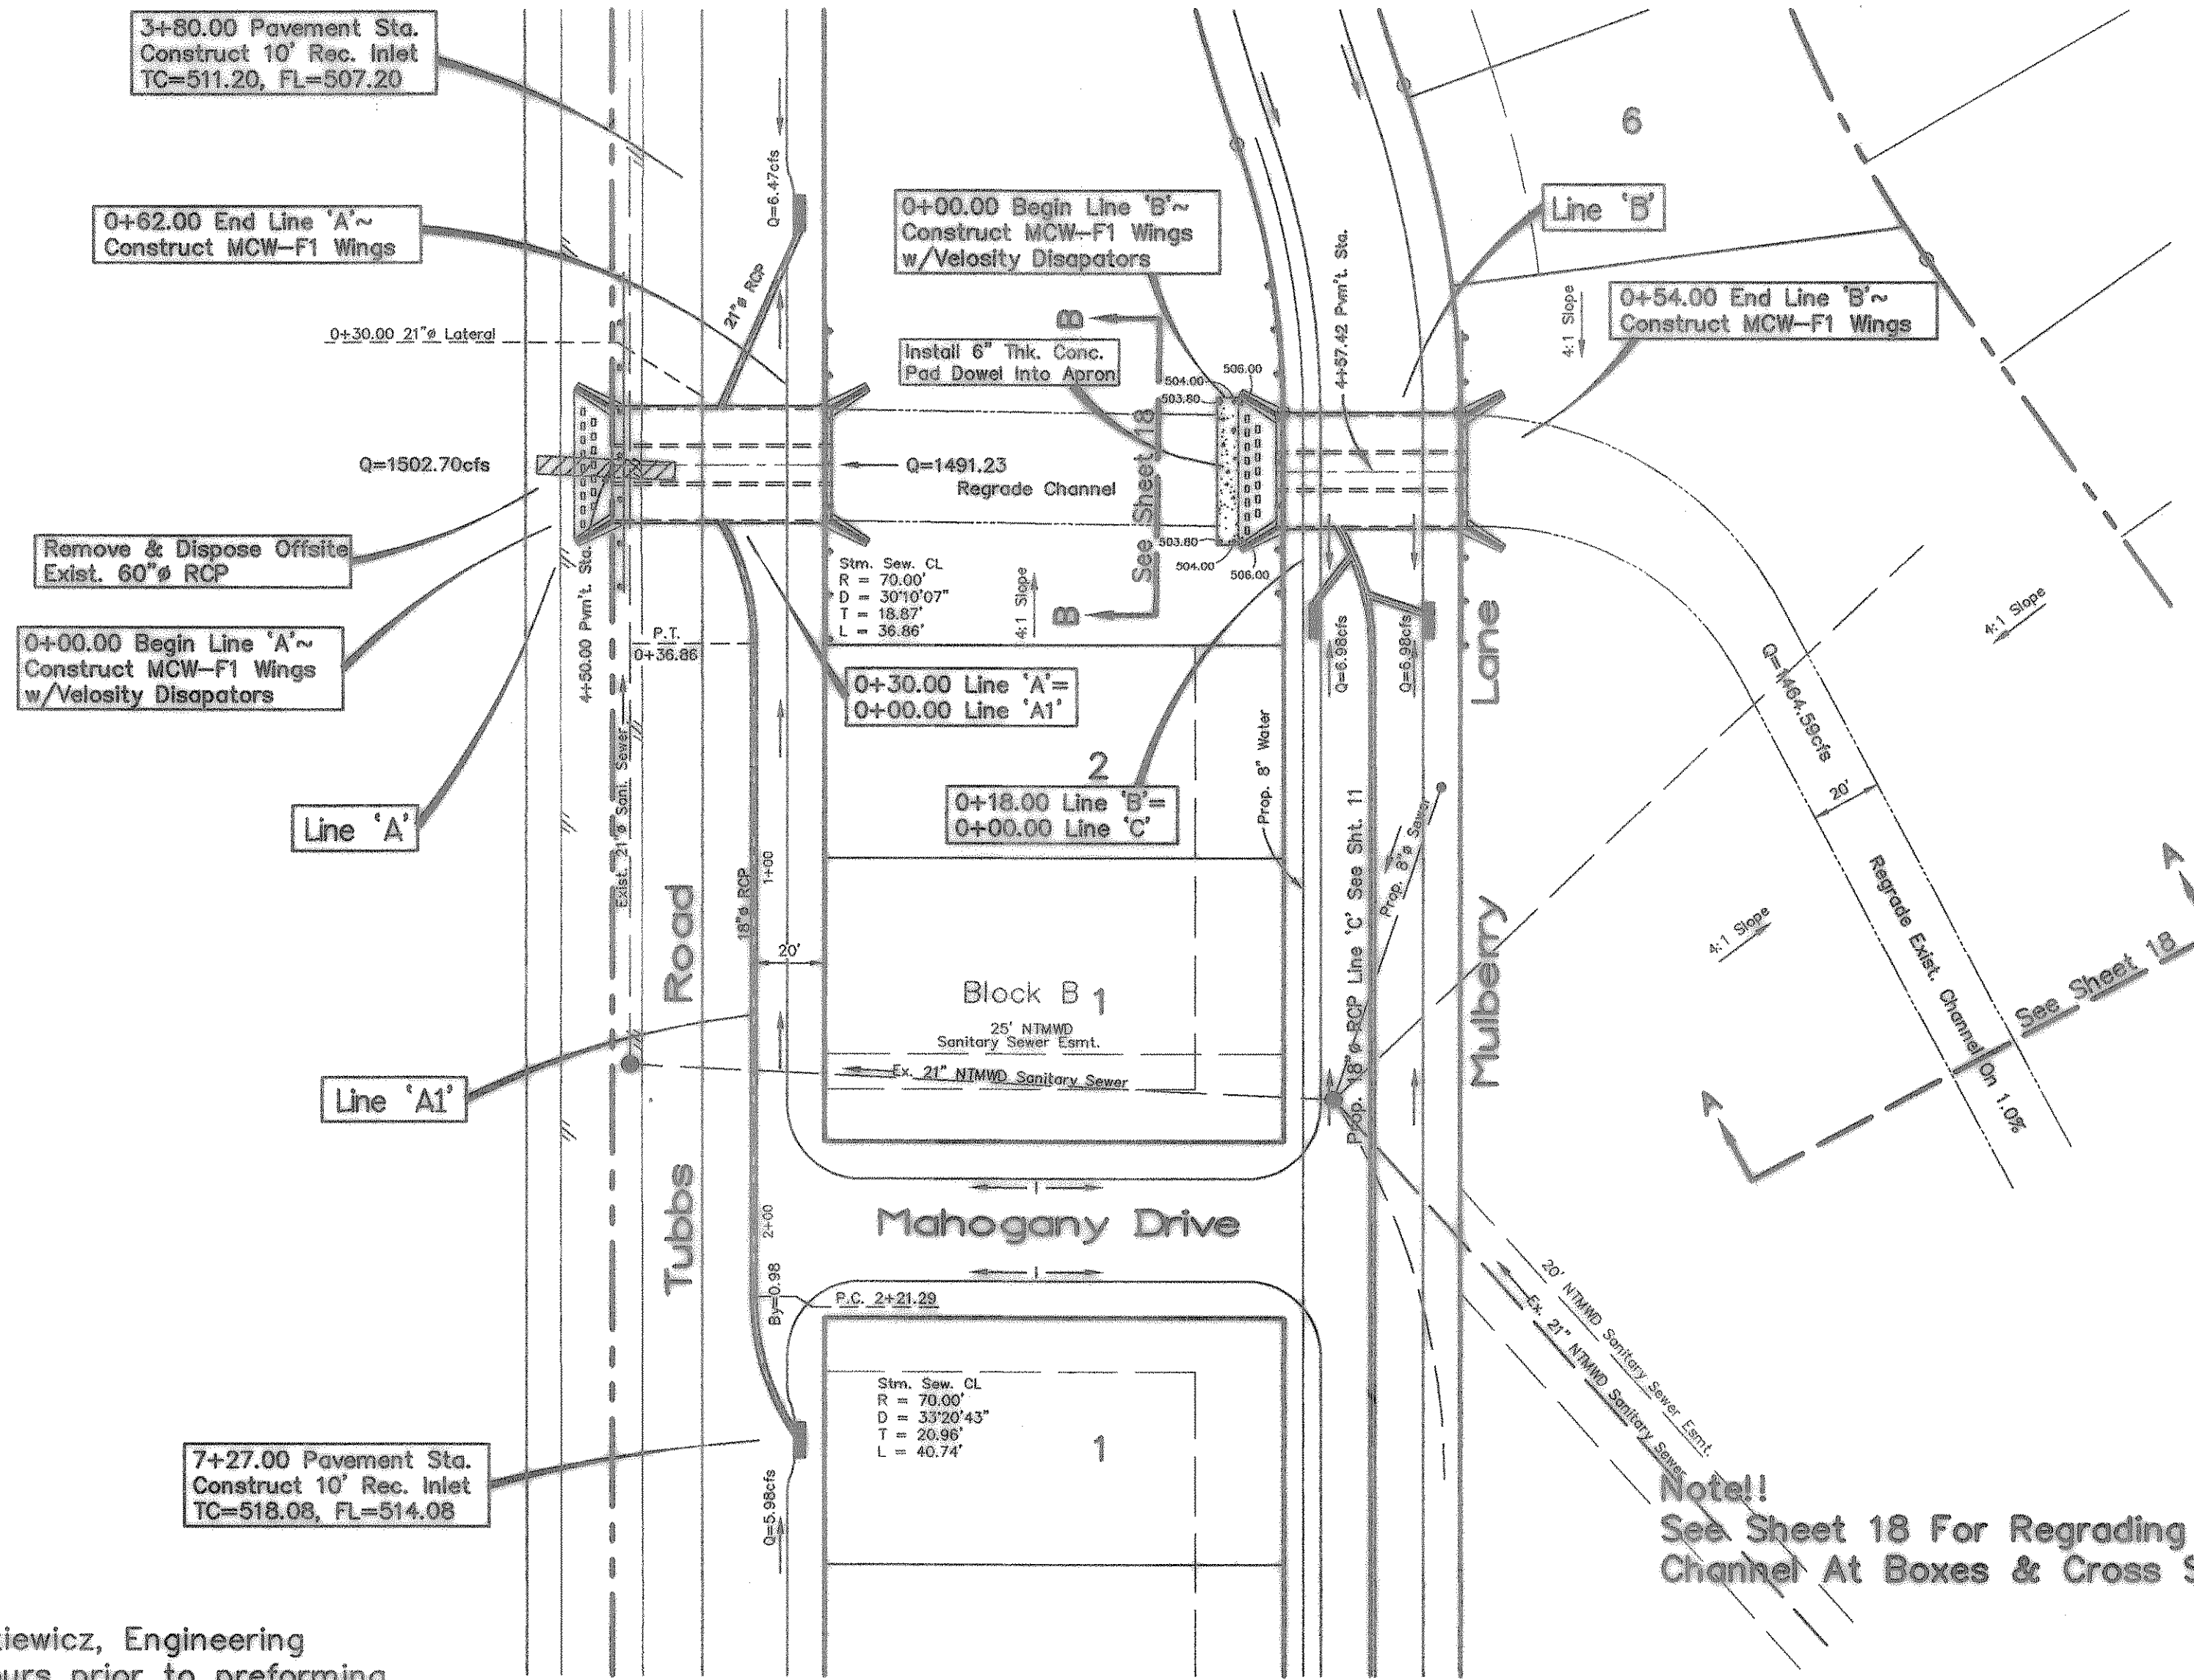 3+80.00 Pavement Sta.
Construct 10' Rec. Inlet
TC=511.20, FL=507.20
0+62.00 End Line 'A'~
Construct MCW-F1 Wings
0+30.00 21"ø Lateral
Q=1502.70cfs
Remove & Dispose Offsite
Exist. 60"ø RCP
0+00.00 Begin Line 'A'~
Construct MCW-F1 Wings
w/Velosity Disapators
Line 'A'
Line 'A1'
7+27.00 Pavement Sta.
Construct 10' Rec. Inlet
TC=518.08, FL=514.08
kiewicz, Engineering
ours prior to preforming
4+50.00 Pvm't. Sta.
Exist. 21"ø Sani. Sewer
P.T.
0+36.86
Tubbs Road
Q=6.47cfs
21"ø RCP
18"ø RCP
1+00
20'
2+00
By=0.98
P.C. 2+21.29
Q=5.98cfs
0+00.00 Begin Line 'B'~
Construct MCW-F1 Wings
w/Velosity Disapators
Install 6" Thk. Conc.
Pad Dowel Into Apron
Q=1491.23
Regrade Channel
B
See Sheet 18
B
504.00
506.00
503.80
503.80
504.00
506.00
Stm. Sew. CL
R = 70.00'
D = 30°10'07"
T = 18.87'
L = 36.86'
4:1 Slope
0+30.00 Line 'A'=
0+00.00 Line 'A1'
2
0+18.00 Line 'B'=
0+00.00 Line 'C'
Block B
1
25' NTMWD
Sanitary Sewer Esmt.
Ex. 21" NTMWD Sanitary Sewer
Mahogany Drive
Stm. Sew. CL
R = 70.00'
D = 33°20'43"
T = 20.96'
L = 40.74'
1
4+57.42 Pvm't. Sta.
Line 'B'
6
4:1 Slope
0+54.00 End Line 'B'~
Construct MCW-F1 Wings
Q=6.98cfs
Q=6.98cfs
Prop. 8" Water
Prop. 18"ø RCP Line 'C' See Sht. 11
Prop. 8"ø Sewer
Mulberry Lane
Q=1464.59cfs
20'
4:1 Slope
4:1 Slope
Regrade Exist. Channel On 1.0%
A
See Sheet 18
A
20' NTMWD Sanitary Sewer Esmt.
Ex. 21" NTMWD Sanitary Sewer
Note!!
See Sheet 18 For Regrading
Channel At Boxes & Cross S